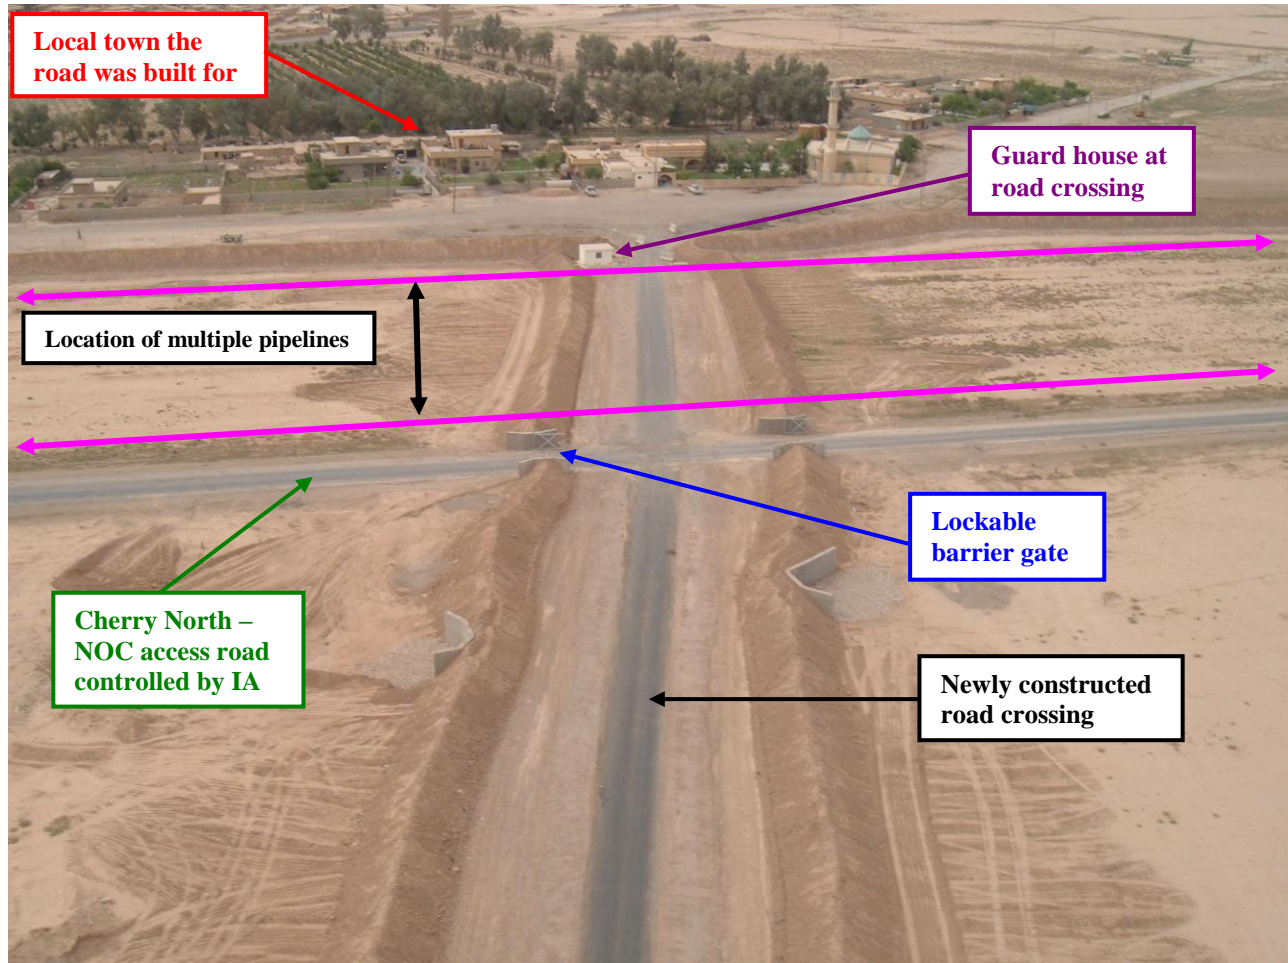 Local town the
road was built for
Guard house at
road crossing
Location of multiple pipelines
Lockable
barrier gate
Cherry North –
NOC access road
controlled by IA
Newly constructed
road crossing